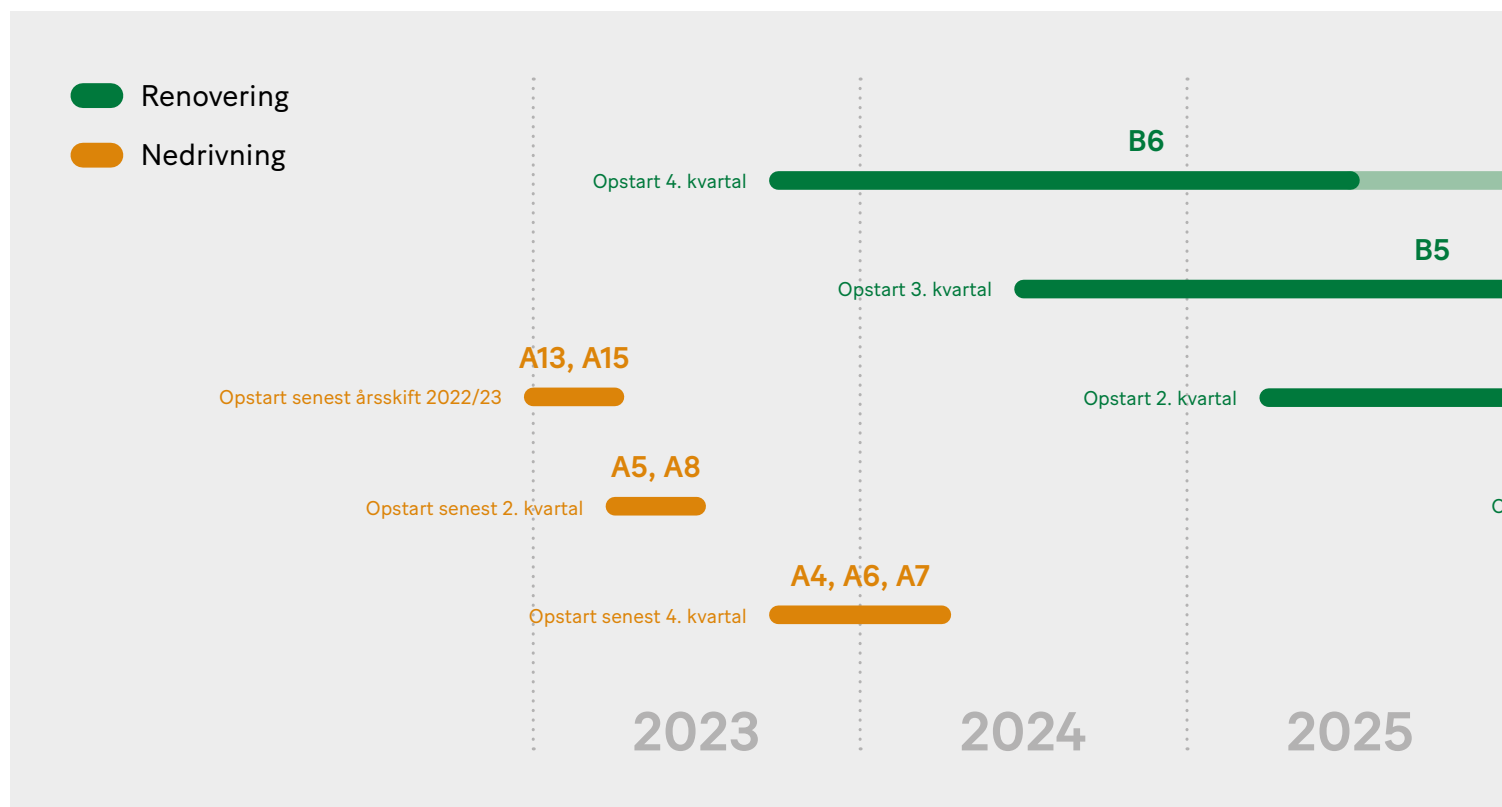 Renovering
Nedrivning
B6
Opstart 4. kvartal
B5
Opstart 3. kvartal
A13, A15
Opstart senest årsskift 2022/23
Opstart 2. kvartal
A5, A8
Opstart senest 2. kvartal
A4, A6, A7
Opstart senest 4. kvartal
2023 2024 2025